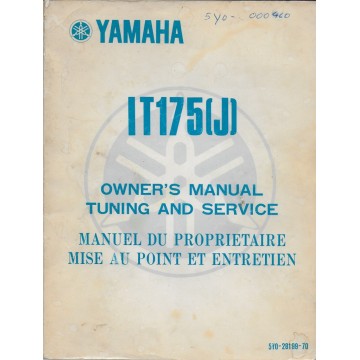 5Y0- 000960
YAMAHA
IT175(J)
OWNER'S MANUAL
TUNING AND SERVICE
MANUEL DU PROPRIETAIRE
MISE AU POINT ET ENTRETIEN
5Y0-28199-70